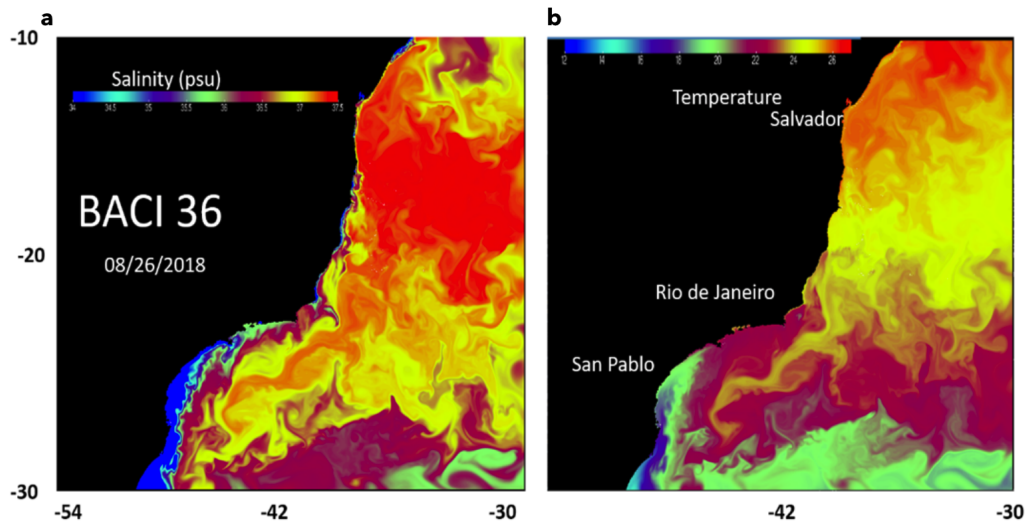 a
b
-10
Salinity (psu)
34 34.5 35 35.5 36 36.5 37 37.5
14 16 18 20 22 24 26
Temperature
Salvador
BACI 36
08/26/2018
-20
Rio de Janeiro
San Pablo
-30
-54 -42 -30
-42 -30